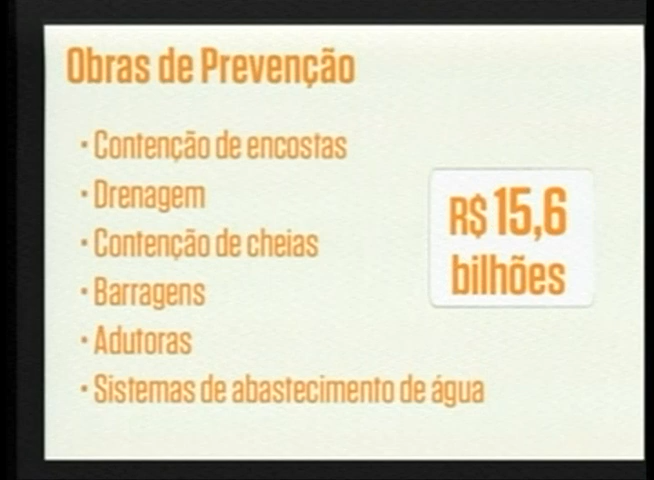 Obras de Prevenção
• Contenção de encostas
• Drenagem
• Contenção de cheias
• Barragens
• Adutoras
• Sistemas de abastecimento de água
R$ 15,6
bilhões